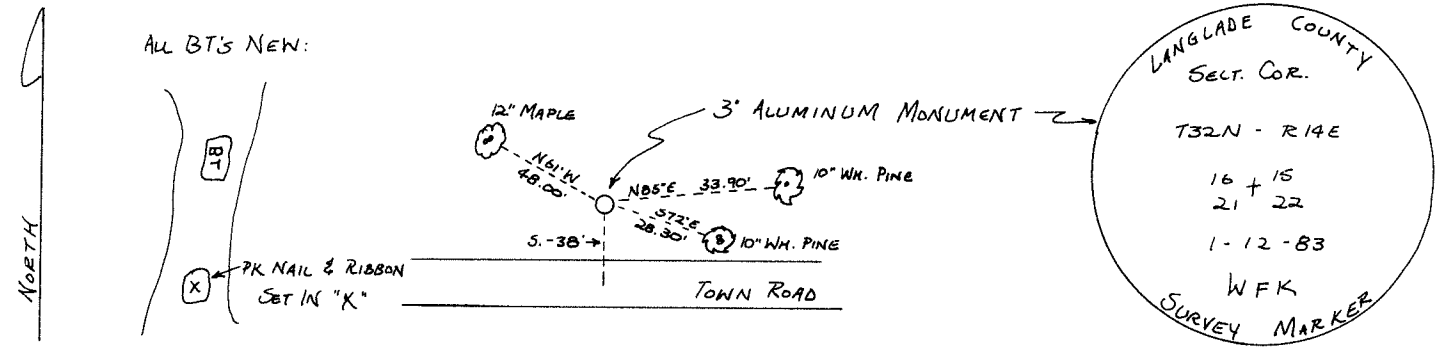 NORTH
ALL BT'S NEW:
BT
X
PK NAIL & RIBBON
SET IN "X"
12" MAPLE
N61°W
48.00'
3" ALUMINUM MONUMENT
N85°E 33.90'
10" WH. PINE
S72°E
28.30'
10" WH. PINE
S.-38'
TOWN ROAD
LANGLADE COUNTY
SECT. COR.
T32N - R14E
16 + 15
21 22
1-12-83
WFK
SURVEY MARKER